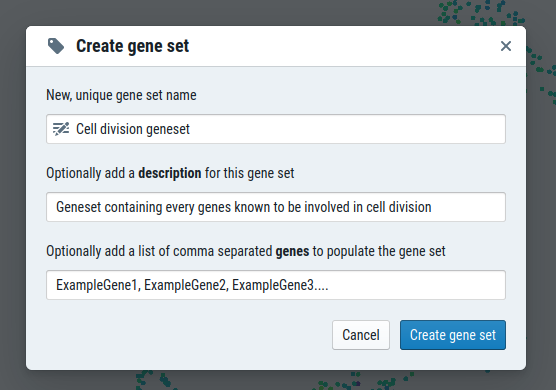 Create gene set
New, unique gene set name
Cell division geneset
Optionally add a description for this gene set
Geneset containing every genes known to be involved in cell division
Optionally add a list of comma separated genes to populate the gene set
ExampleGene1, ExampleGene2, ExampleGene3....
Cancel Create gene set